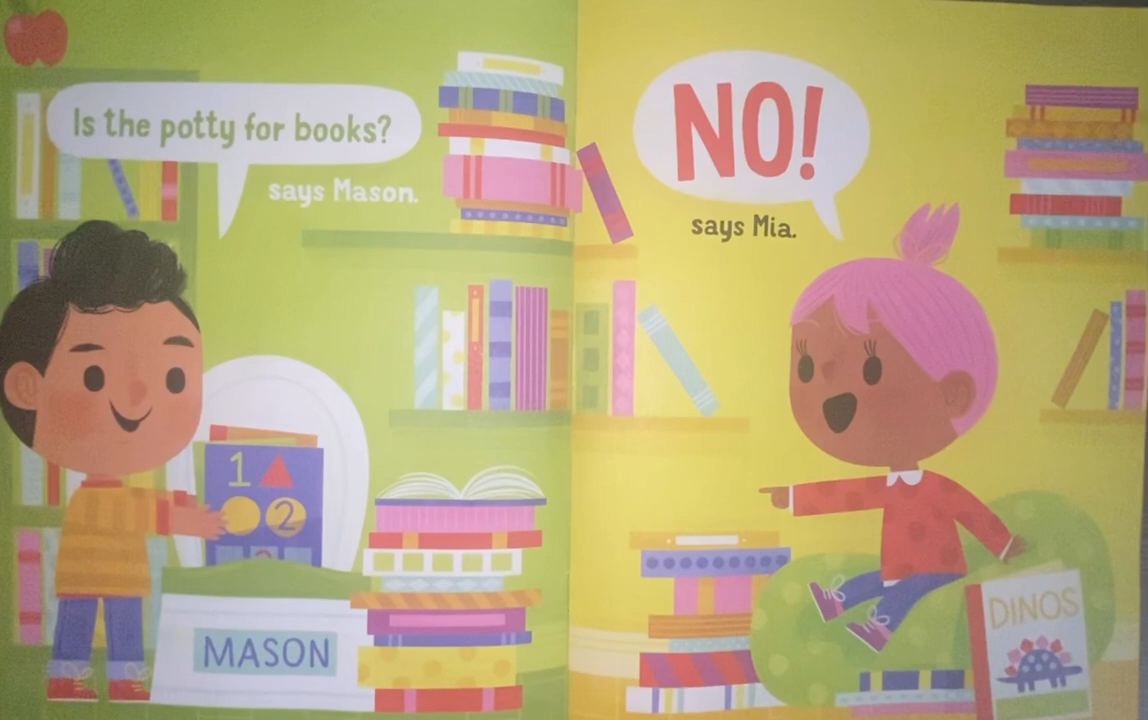 Is the potty for books?
says Mason.
1
2
MASON
NO!
says Mia.
DINOS